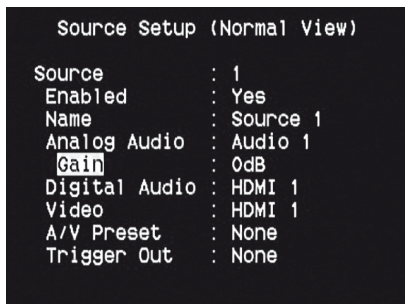 Source Setup (Normal View)
Source : 1
Enabled : Yes
Name : Source 1
Analog Audio : Audio 1
Gain : 0dB
Digital Audio : HDMI 1
Video : HDMI 1
A/V Preset : None
Trigger Out : None